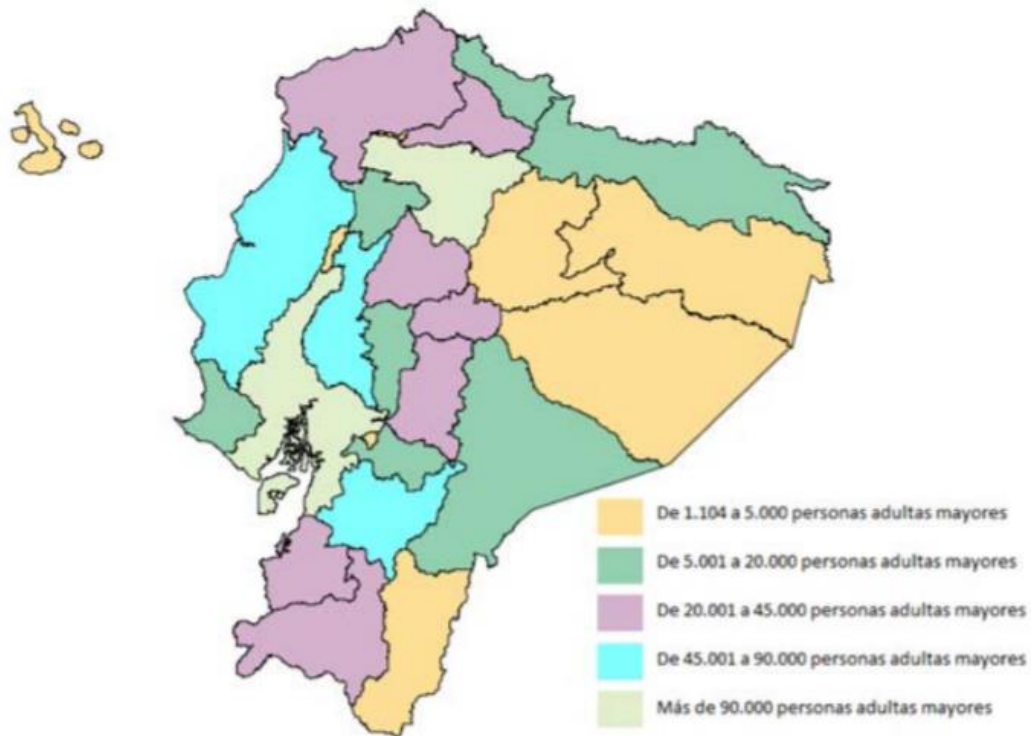 De 1.104 a 5.000 personas adultas mayores
De 5.001 a 20.000 personas adultas mayores
De 20.001 a 45.000 personas adultas mayores
De 45.001 a 90.000 personas adultas mayores
Más de 90.000 personas adultas mayores